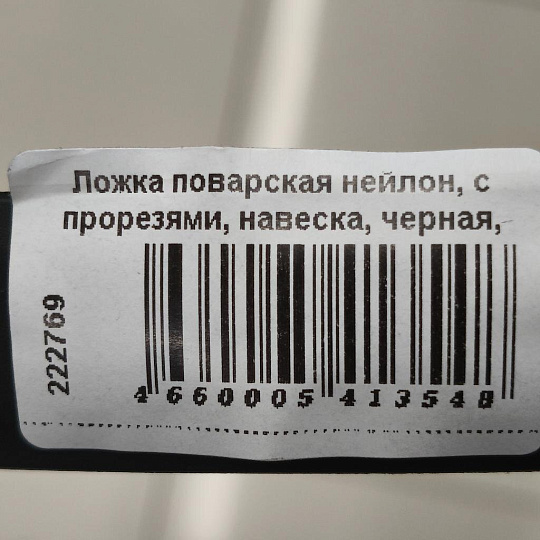 Ложка поварская нейлон, с
прорезями, навеска, черная,
222769
4 660005 413548